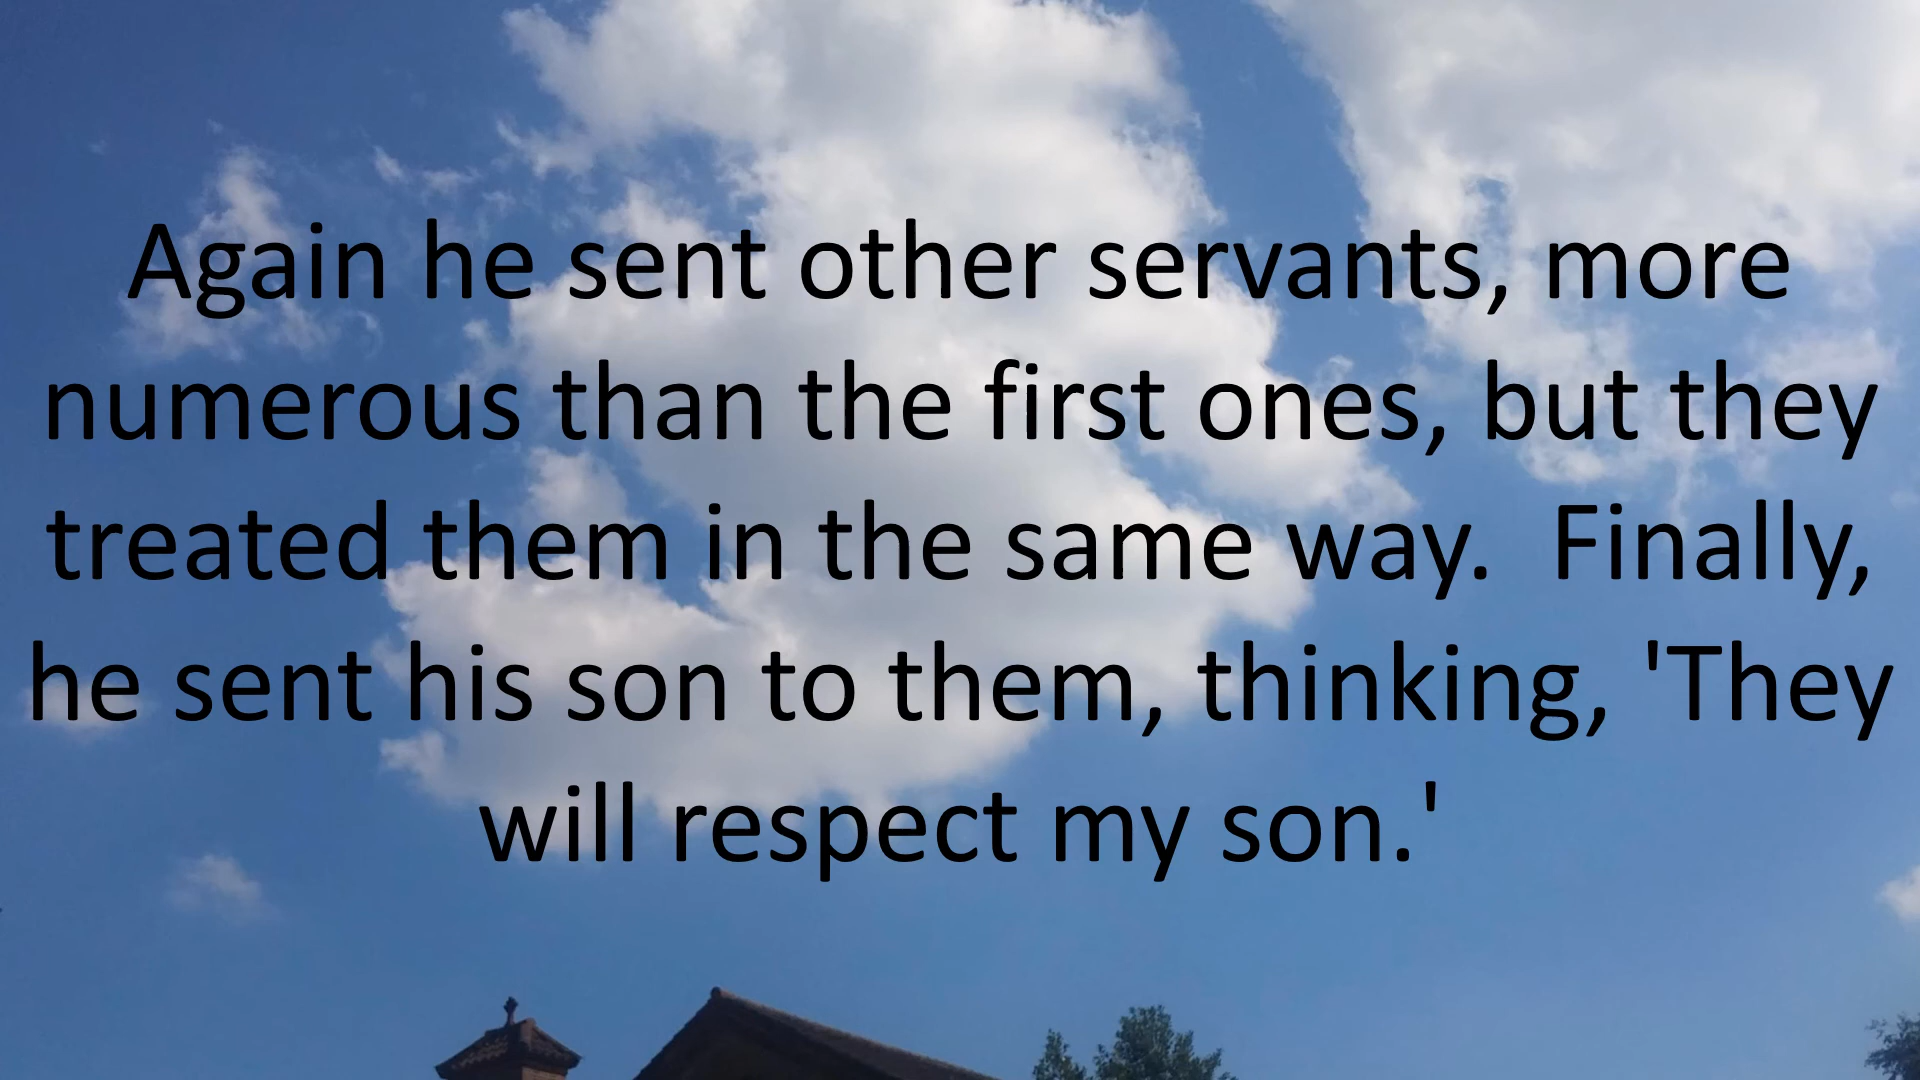 Again he sent other servants, more
numerous than the first ones, but they
treated them in the same way.  Finally,
he sent his son to them, thinking, 'They
will respect my son.'